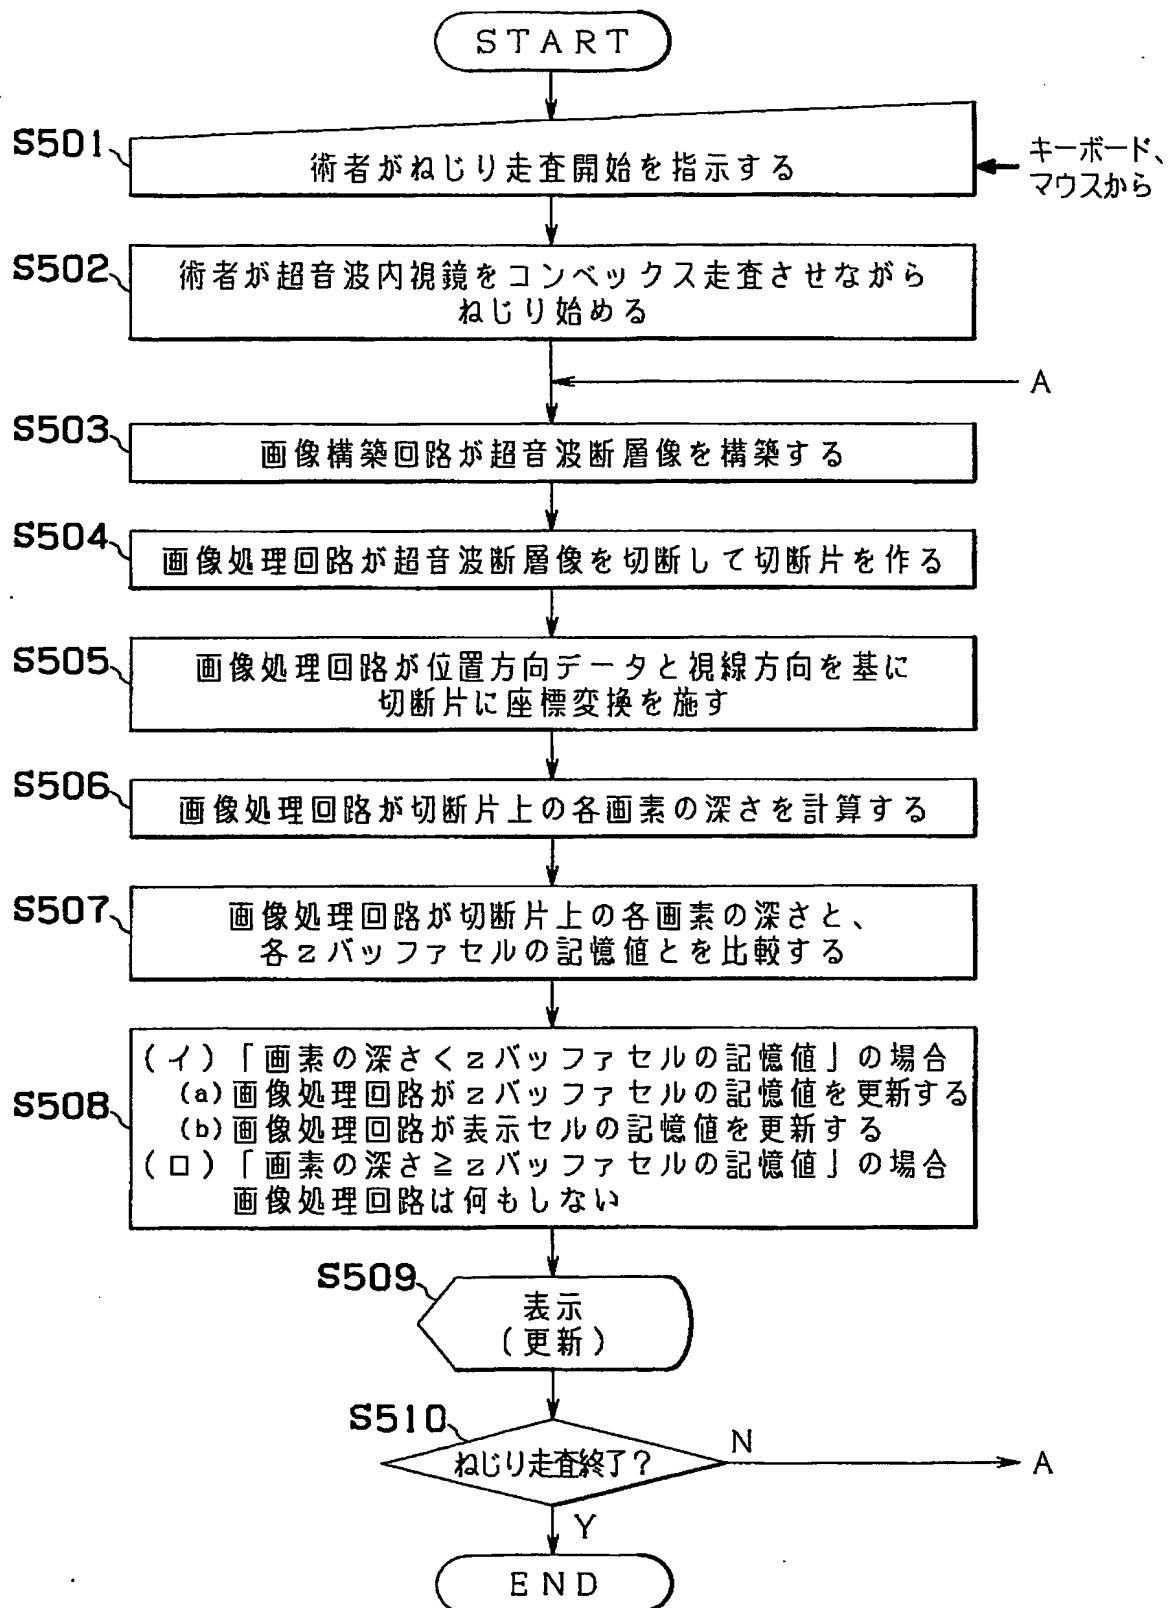 START
S501
術者がねじり走査開始を指示する
キーボード、
マウスから
S502
術者が超音波内視鏡をコンベックス走査させながら
ねじり始める
A
S503
画像構築回路が超音波断層像を構築する
S504
画像処理回路が超音波断層像を切断して切断片を作る
S505
画像処理回路が位置方向データと視線方向を基に
切断片に座標変換を施す
S506
画像処理回路が切断片上の各画素の深さを計算する
S507
画像処理回路が切断片上の各画素の深さと、
各zバッファセルの記憶値とを比較する
S508
(イ)「画素の深さ<zバッファセルの記憶値」の場合
(a)画像処理回路がzバッファセルの記憶値を更新する
(b)画像処理回路が表示セルの記憶値を更新する
(ロ)「画素の深さ≧zバッファセルの記憶値」の場合
画像処理回路は何もしない
S509
表示
(更新)
S510
ねじり走査終了?
N
A
Y
END